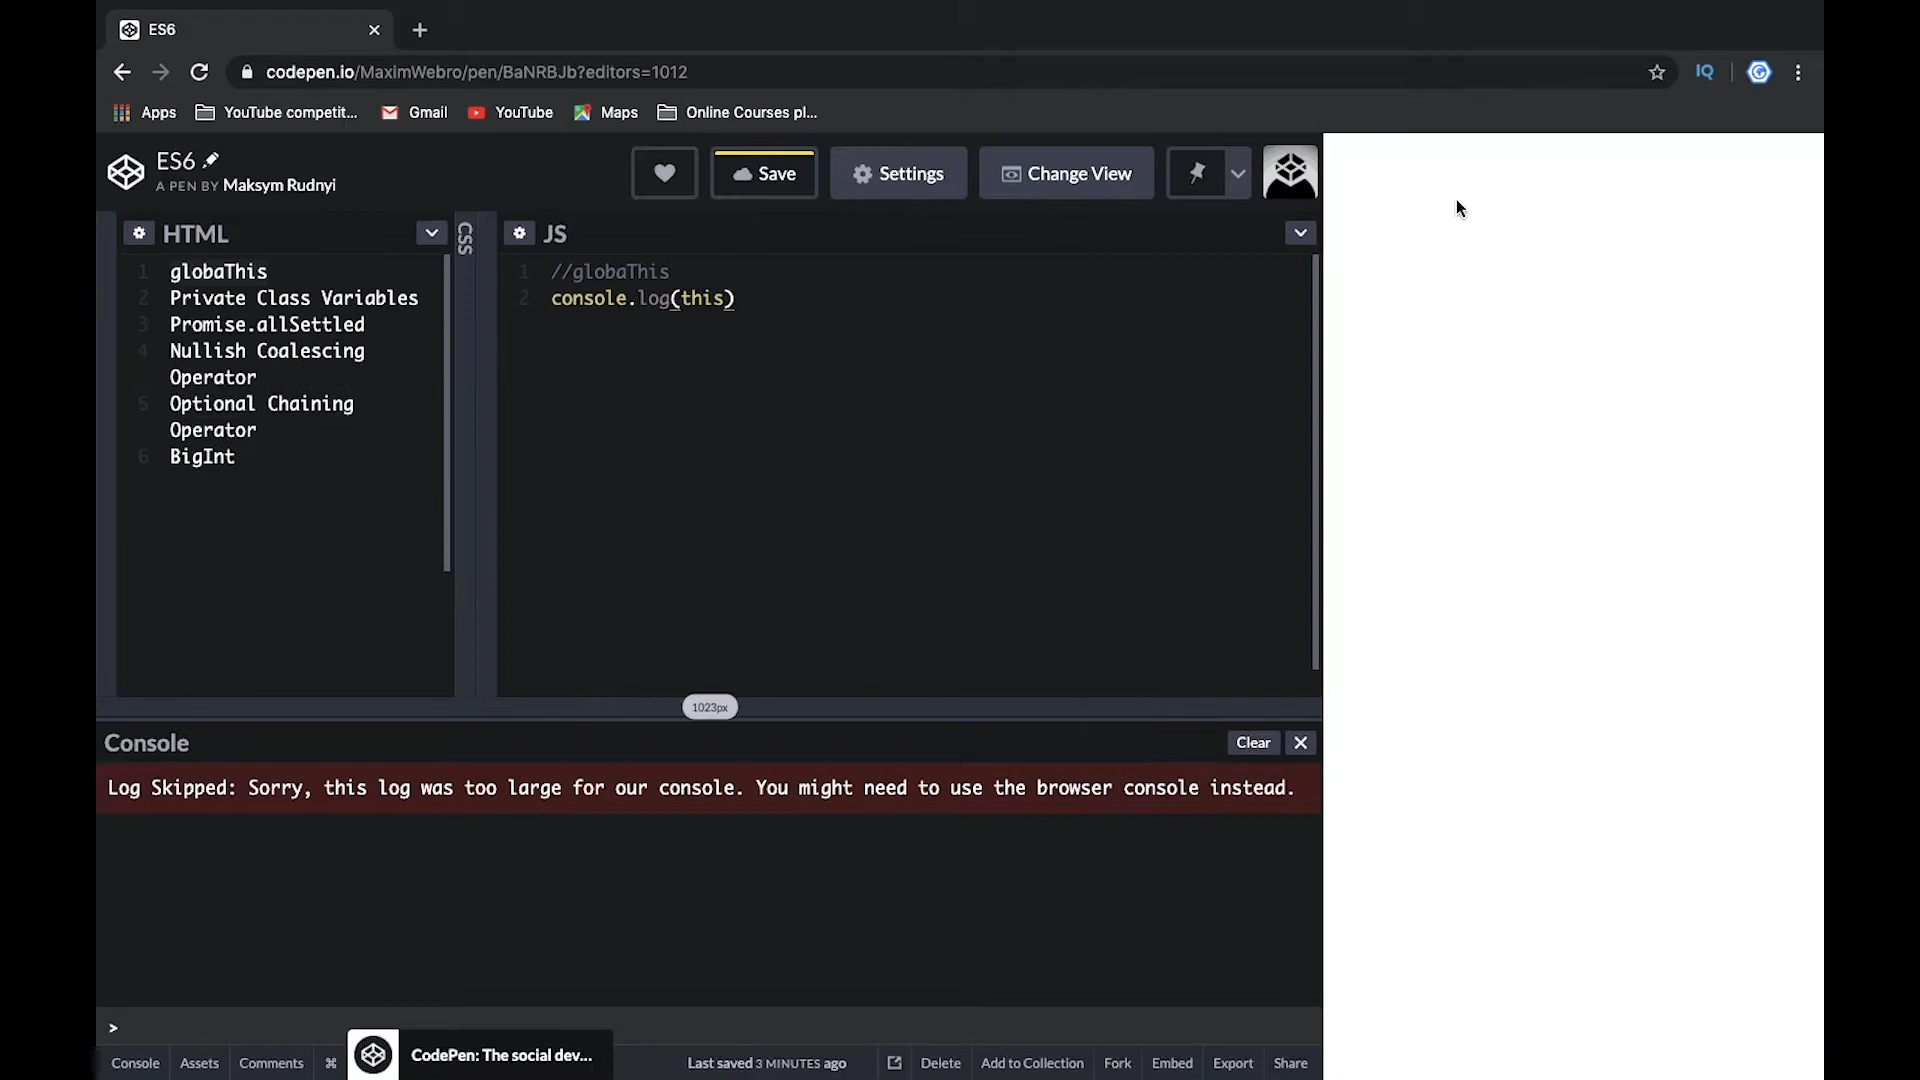 ES6
codepen.io/MaximWebro/pen/BaNRBJb?editors=1012
IQ
Apps YouTube competit... Gmail YouTube Maps Online Courses pl...
ES6
A PEN BY Maksym Rudnyi
Save Settings Change View
HTML
CSS
JS
1 globaThis
2 Private Class Variables
3 Promise.allSettled
4 Nullish Coalescing
Operator
5 Optional Chaining
Operator
6 BigInt
1 //globaThis
2 console.log(this)
1023px
Console
Clear
Log Skipped: Sorry, this log was too large for our console. You might need to use the browser console instead.
>
Console Assets Comments ⌘ CodePen: The social dev... Last saved 3 MINUTES ago Delete Add to Collection Fork Embed Export Share